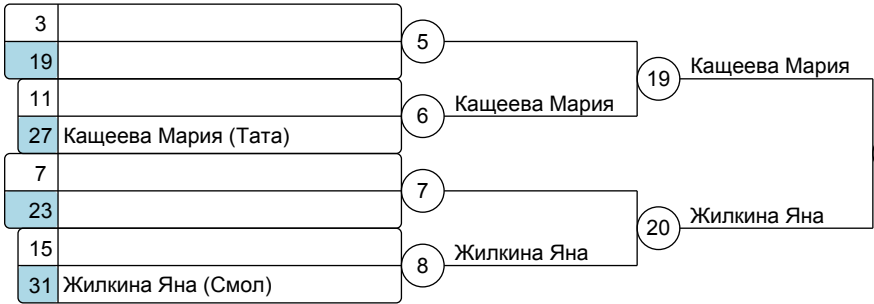 3
5
19
19 Кащеева Мария
11
6 Кащеева Мария
27 Кащеева Мария (Тата)
7
7
23
20 Жилкина Яна
15
8 Жилкина Яна
31 Жилкина Яна (Смол)